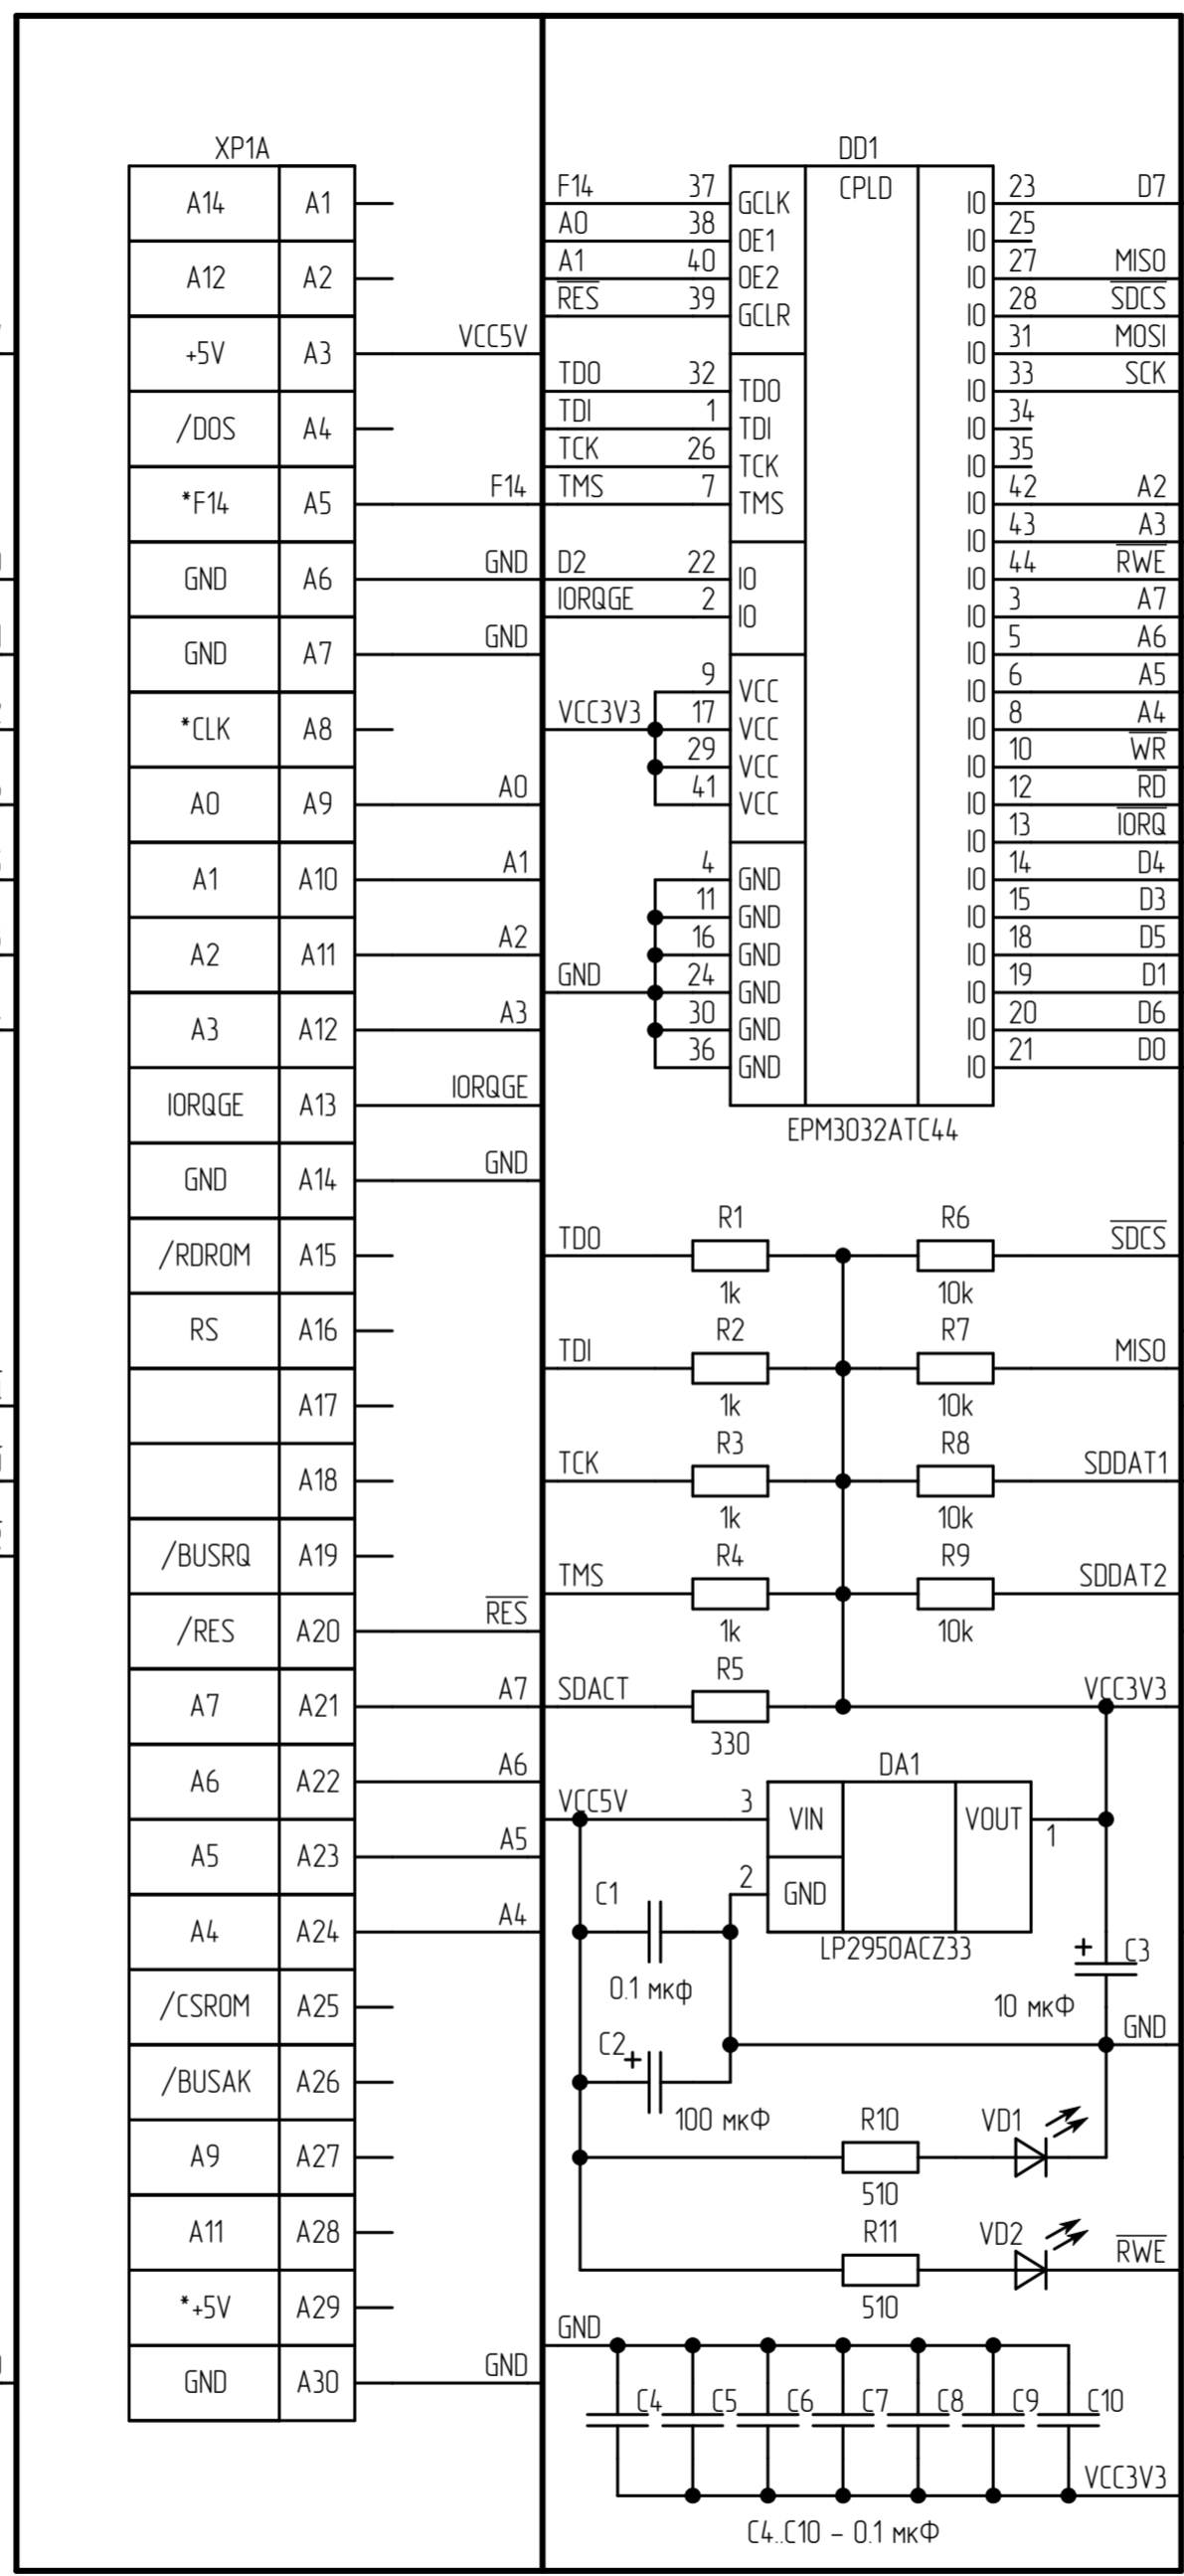 XP1A
A14 A1
A12 A2
+5V A3 VCC5V
/DOS A4
*F14 A5 F14
GND A6 GND
GND A7 GND
*CLK A8
A0 A9 A0
A1 A10 A1
A2 A11 A2
A3 A12 A3
IORQGE A13 IORQGE
GND A14 GND
/RDROM A15
RS A16
A17
A18
/BUSRQ A19
/RES A20 RES
A7 A21 A7
A6 A22 A6
A5 A23 A5
A4 A24 A4
/CSROM A25
/BUSAK A26
A9 A27
A11 A28
*+5V A29
GND A30 GND
DD1
CPLD
F14 37 GCLK
A0 38 OE1
A1 40 OE2
RES 39 GCLR
TDO 32 TDO
TDI 1 TDI
TCK 26 TCK
TMS 7 TMS
D2 22 IO
IORQGE 2 IO
9 VCC
VCC3V3 17 VCC
29 VCC
41 VCC
4 GND
11 GND
16 GND
GND 24 GND
30 GND
36 GND
IO 23 D7
IO 25
IO 27 MISO
IO 28 SDCS
IO 31 MOSI
IO 33 SCK
IO 34
IO 35
IO 42 A2
IO 43 A3
IO 44 RWE
IO 3 A7
IO 5 A6
IO 6 A5
IO 8 A4
IO 10 WR
IO 12 RD
IO 13 IORQ
IO 14 D4
IO 15 D3
IO 18 D5
IO 19 D1
IO 20 D6
IO 21 D0
EPM3032ATC44
R1 R6
TDO SDCS
1k 10k
R2 R7
TDI MISO
1k 10k
R3 R8
TCK SDDAT1
1k 10k
R4 R9
TMS SDDAT2
1k 10k
R5
SDACT VCC3V3
330
DA1
VCC5V 3 VIN VOUT 1
2 GND
C1
LP2950ACZ33
0.1 мкф
+ C3
10 мкФ
GND
C2 +
100 мкФ
R10 VD1
510
R11 VD2 RWE
510
GND
C4 C5 C6 C7 C8 C9 C10
VCC3V3
C4..C10 – 0.1 мкФ